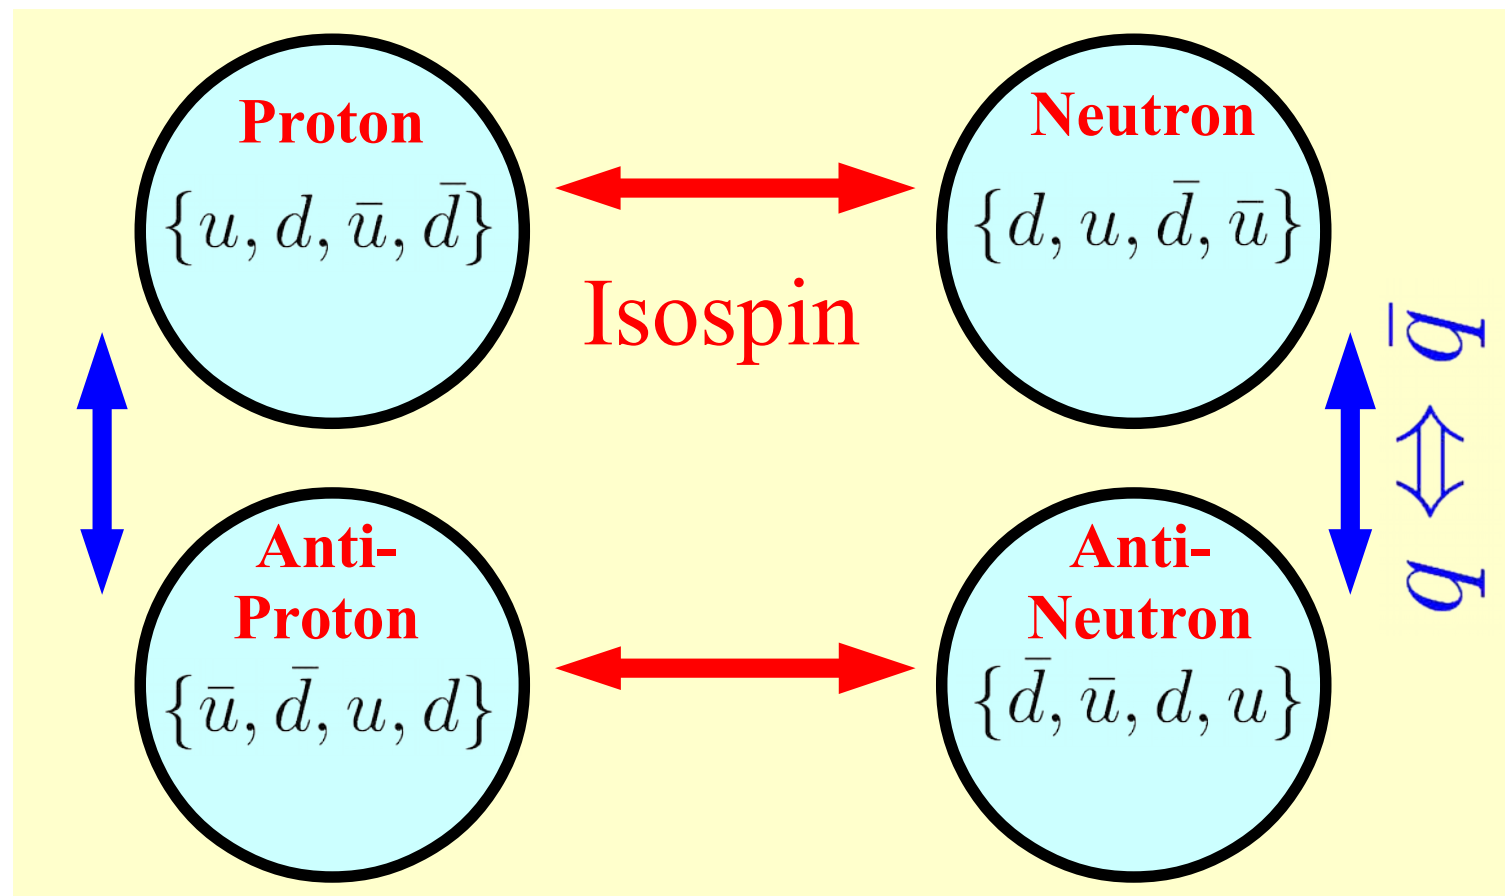 Proton
{u, d, ū, d̄}
Neutron
{d, u, d̄, ū}
Isospin
q ⇔ q̄
Anti-
Proton
{ū, d̄, u, d}
Anti-
Neutron
{d̄, ū, d, u}